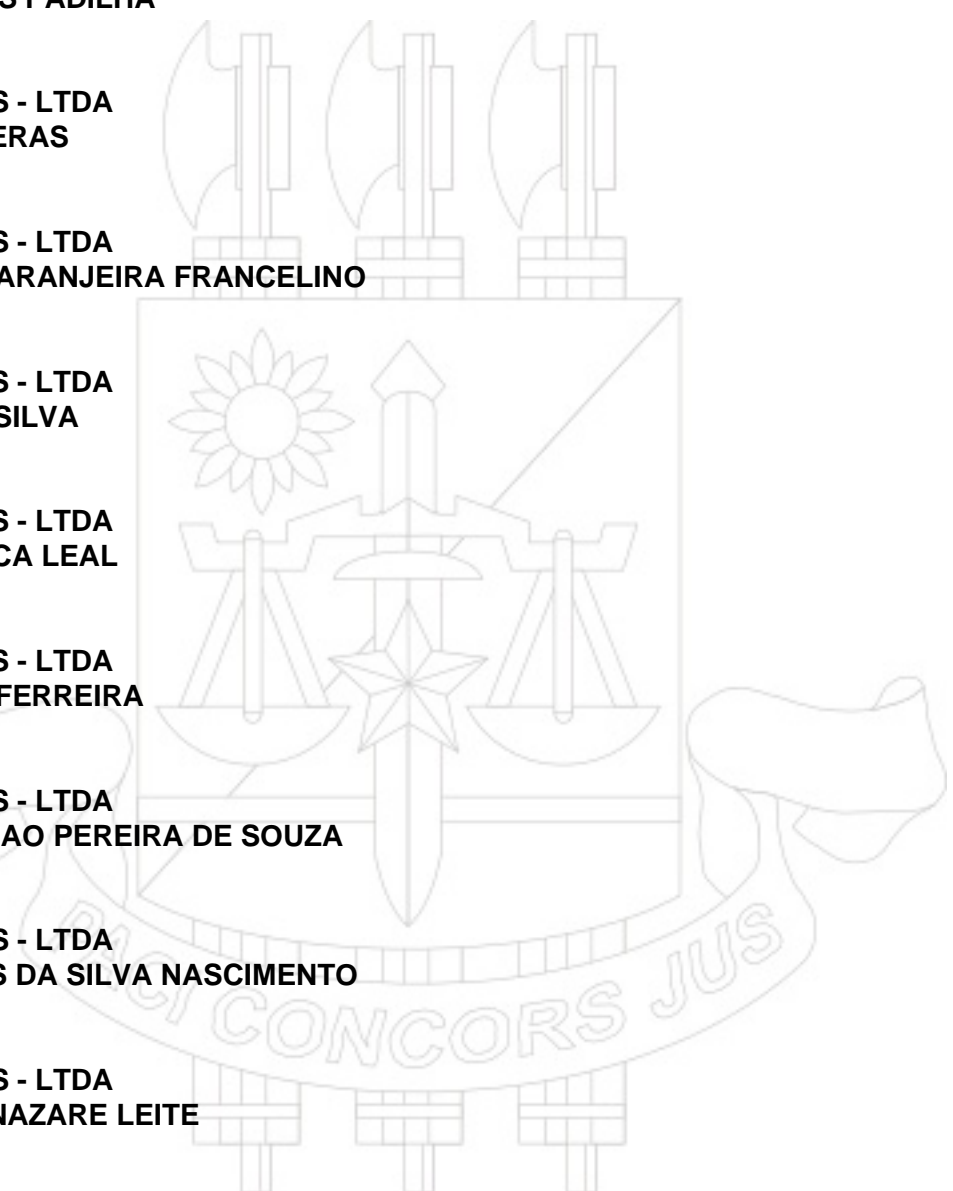 S PADILHA
S - LTDA
ERAS
S - LTDA
ARANJEIRA FRANCELINO
S - LTDA
SILVA
S - LTDA
CA LEAL
S - LTDA
FERREIRA
S - LTDA
AO PEREIRA DE SOUZA
S - LTDA
S DA SILVA NASCIMENTO
S - LTDA
NAZARE LEITE
PACI CONCORS JUS